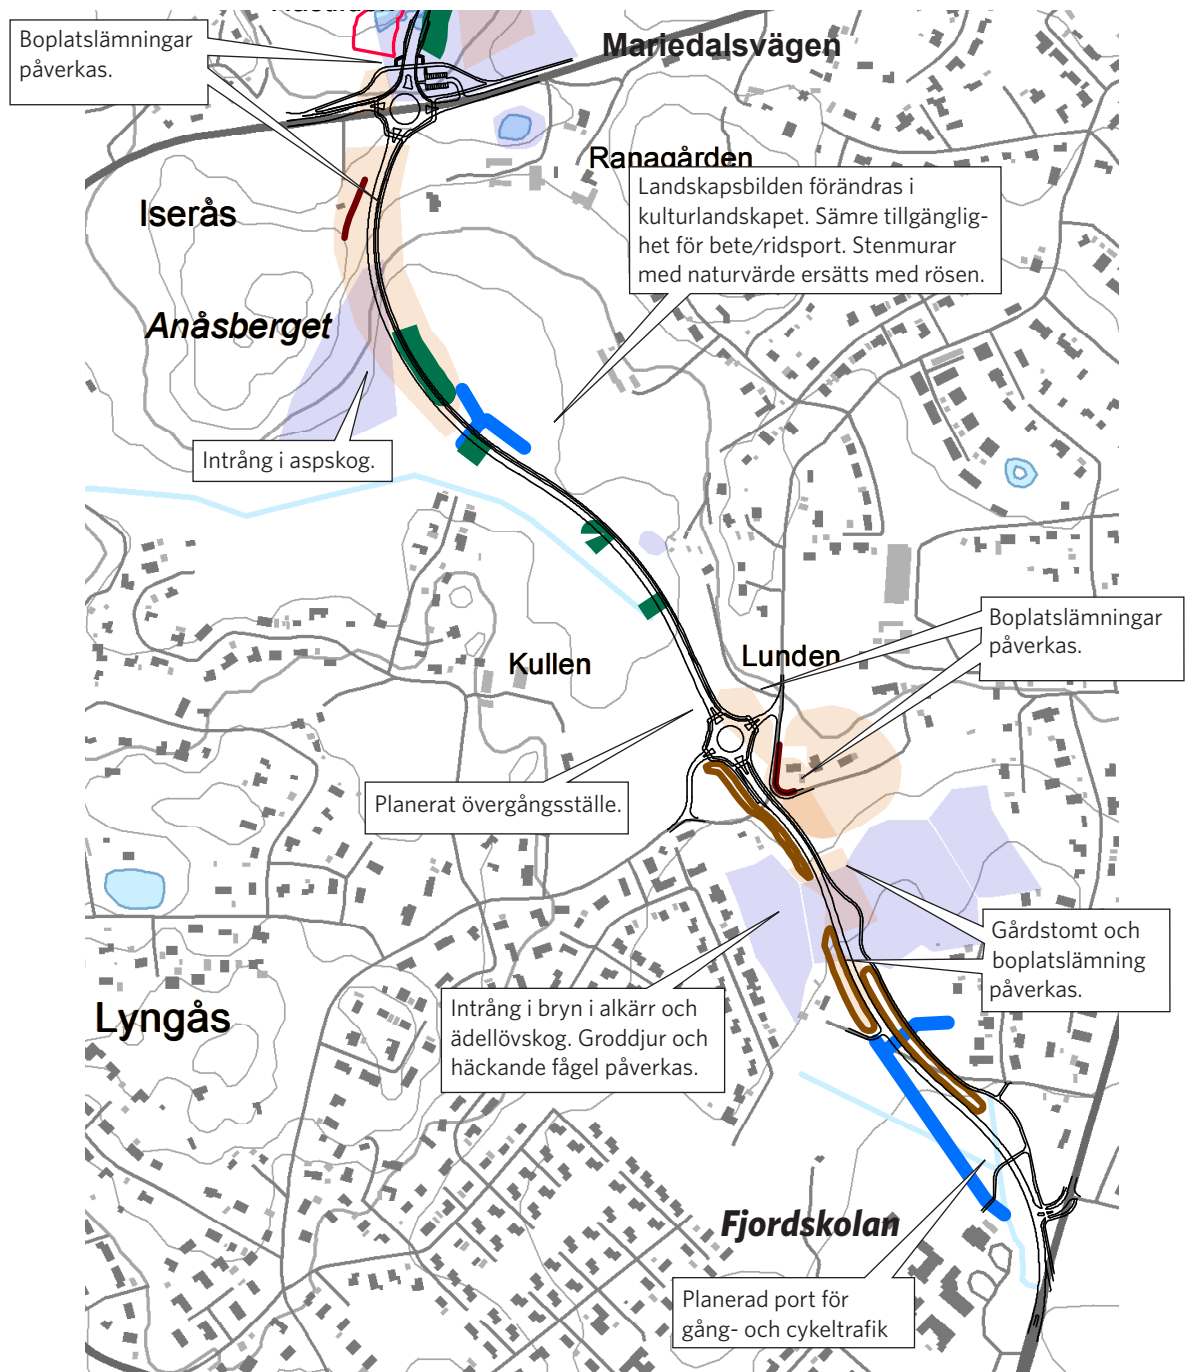 Boplatslämningar
påverkas.
Mariedalsvägen
Ranagården
Landskapsbilden förändras i
kulturlandskapet. Sämre tillgänglig-
het för bete/ridsport. Stenmurar
med naturvärde ersätts med rösen.
Iserås
Anåsberget
Intrång i aspskog.
Boplatslämningar
påverkas.
Kullen
Lunden
Planerat övergångsställe.
Gårdstomt och
boplatslämning
påverkas.
Intrång i bryn i alkärr och
ädellövskog. Groddjur och
häckande fågel påverkas.
Lyngås
Fjordskolan
Planerad port för
gång- och cykeltrafik